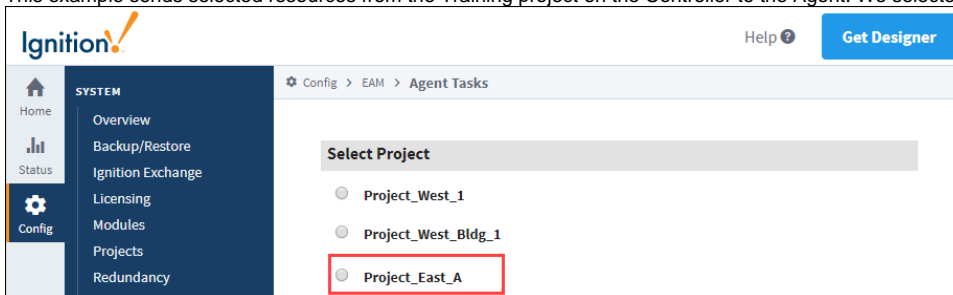 This example sends selected resources from the Training project on the Controller to the Agent. We selects
Ignition!
Help ?
Get Designer
Home
SYSTEM
Config > EAM > Agent Tasks
Overview
Status
Backup/Restore
Ignition Exchange
Select Project
Config
Licensing
Project_West_1
Modules
Project_West_Bldg_1
Projects
Redundancy
Project_East_A